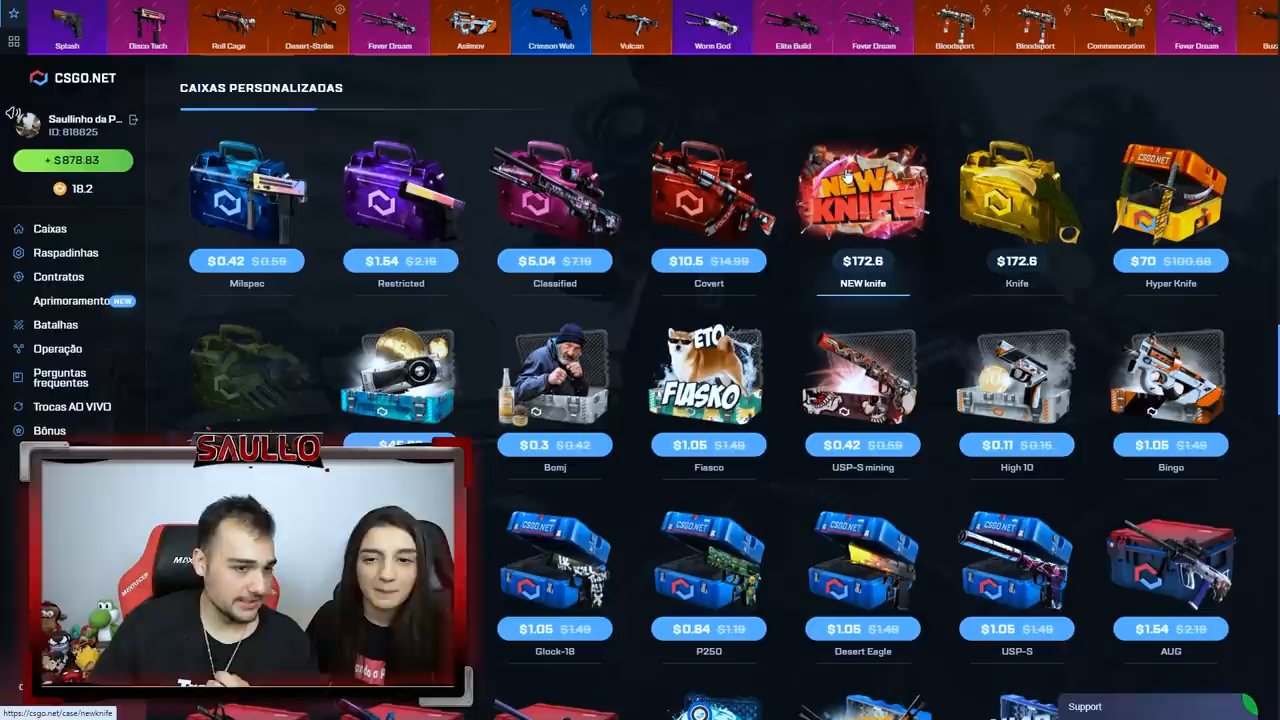 Splash
Disco Tech
Roll Cage
Desert-Strike
Fever Dream
Asiimov
Crimson Web
Vulcan
Worm God
Elite Build
Fever Dream
Bloodsport
Bloodsport
Commemoration
Fever Dream
CSGO.NET
Saullinho da P...
ID: 818825
+ $878.83
18.2
Caixas
Raspadinhas
Contratos
Aprimoramento NEW
Batalhas
Operação
Perguntas
frequentes
Trocas AO VIVO
Bônus
CAIXAS PERSONALIZADAS
NEW
KNIFE
CSGO.NET
$0.42 $0.59
$1.54 $2.19
$5.04 $7.19
$10.5 $14.99
$172.6
$172.6
$70 $100.68
Milspec
Restricted
Classified
Covert
NEW knife
Knife
Hyper Knife
ETO
FIASKO
$0.3 $0.42
$1.05 $1.49
$0.42 $0.59
$0.11 $0.15
$1.05 $1.49
Bomj
Fiasco
USP-S mining
High 10
Bingo
CSGO.NET
CSGO.NET
CSGO.NET
CSGO.NET
$1.05 $1.49
$0.84 $1.19
$1.05 $1.49
$1.05 $1.49
$1.54 $2.19
Glock-18
P250
Desert Eagle
USP-S
AUG
SAULLO
Support
https://csgo.net/case/newknife